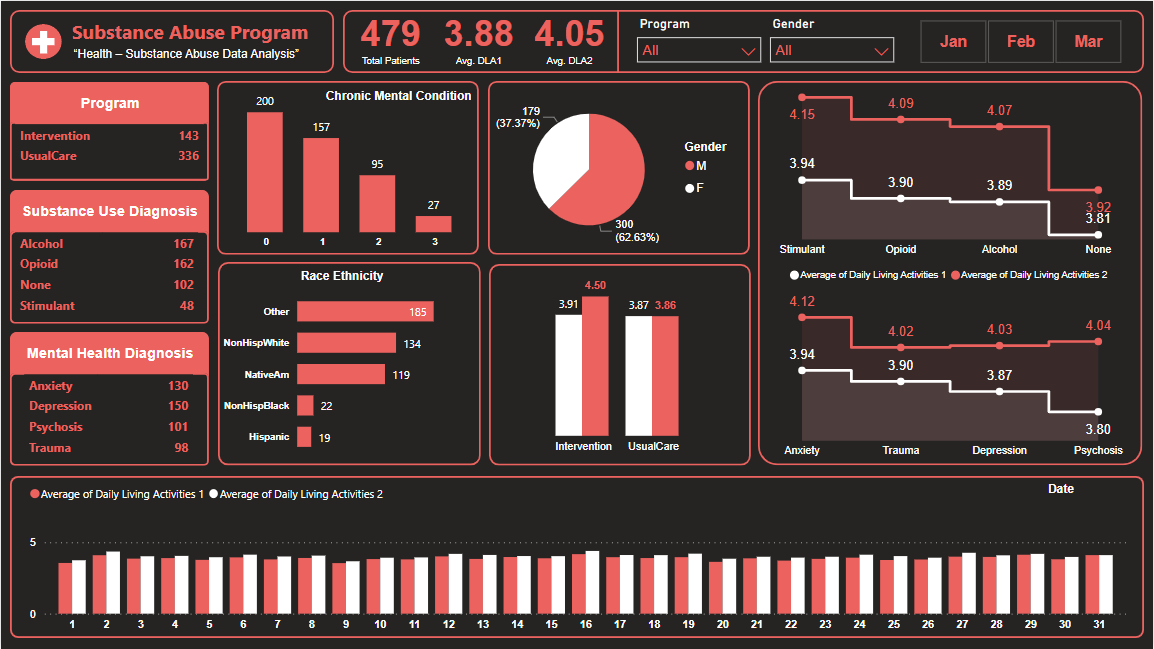 Substance Abuse Program
“Health – Substance Abuse Data Analysis”
479 3.88 4.05
Total Patients Avg. DLA1 Avg. DLA2
Program Gender
All All
Jan Feb Mar
Program
Intervention 143
UsualCare 336
Substance Use Diagnosis
Alcohol 167
Opioid 162
None 102
Stimulant 48
Mental Health Diagnosis
Anxiety 130
Depression 150
Psychosis 101
Trauma 98
Chronic Mental Condition
200
157
95
27
0 1 2 3
Race Ethnicity
Other 185
NonHispWhite 134
NativeAm 119
NonHispBlack 22
Hispanic 19
179
(37.37%)
Gender
M
F
300
(62.63%)
4.50
3.91 3.87 3.86
Intervention UsualCare
4.15 4.09 4.07 3.92
3.94 3.90 3.89 3.81
Stimulant Opioid Alcohol None
Average of Daily Living Activities 1 Average of Daily Living Activities 2
4.12 4.02 4.03 4.04
3.94 3.90 3.87 3.80
Anxiety Trauma Depression Psychosis
Average of Daily Living Activities 1 Average of Daily Living Activities 2
Date
5
0
1 2 3 4 5 6 7 8 9 10 11 12 13 14 15 16 17 18 19 20 21 22 23 24 25 26 27 28 29 30 31